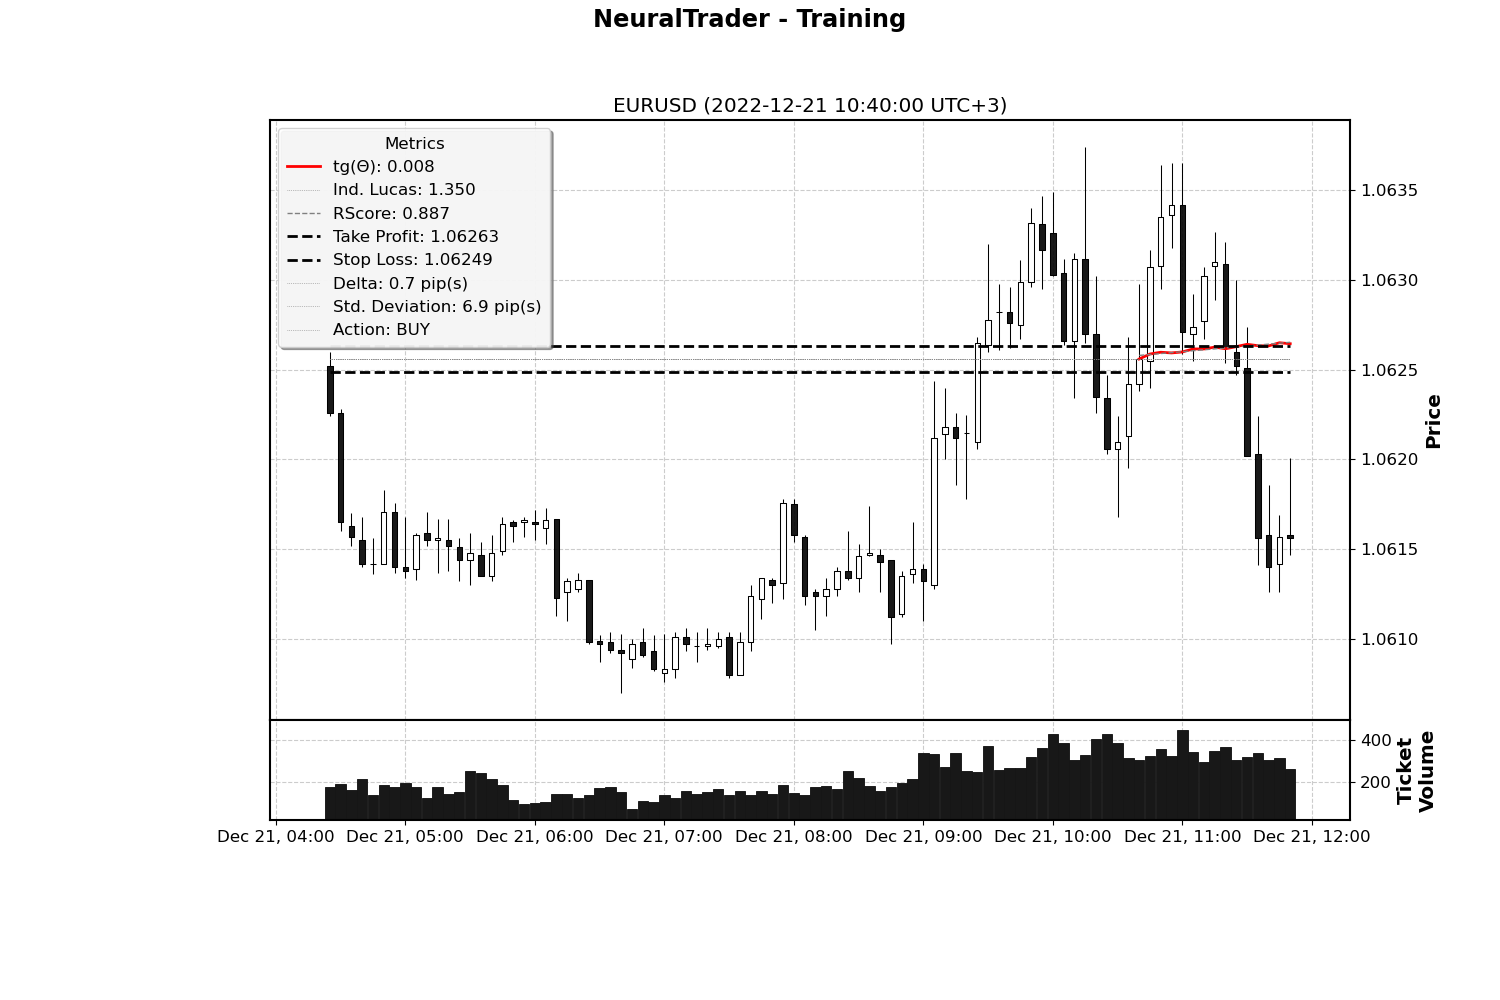 NeuralTrader - Training
EURUSD (2022-12-21 10:40:00 UTC+3)
Metrics
tg(Θ): 0.008
Ind. Lucas: 1.350
RScore: 0.887
Take Profit: 1.06263
Stop Loss: 1.06249
Delta: 0.7 pip(s)
Std. Deviation: 6.9 pip(s)
Action: BUY
1.0635
1.0630
1.0625
1.0620
1.0615
1.0610
Price
400
200
Ticket
Volume
Dec 21, 04:00 Dec 21, 05:00 Dec 21, 06:00 Dec 21, 07:00 Dec 21, 08:00 Dec 21, 09:00 Dec 21, 10:00 Dec 21, 11:00 Dec 21, 12:00